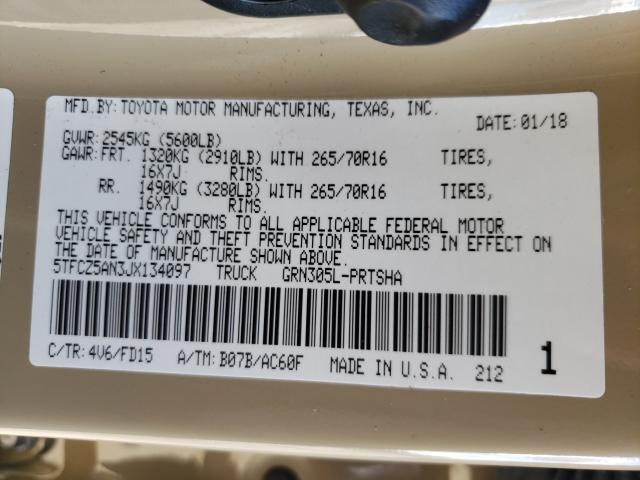 MFD.BY: TOYOTA MOTOR MANUFACTURING, TEXAS, INC.
DATE: 01/18
GVWR: 2545KG (5600LB)
GAWR: FRT. 1320KG (2910LB) WITH 265/70R16 TIRES,
16X7J RIMS.
RR. 1490KG (3280LB) WITH 265/70R16 TIRES,
16X7J RIMS.
THIS VEHICLE CONFORMS TO ALL APPLICABLE FEDERAL MOTOR
VEHICLE SAFETY AND THEFT PREVENTION STANDARDS IN EFFECT ON
THE DATE OF MANUFACTURE SHOWN ABOVE.
5TFCZ5AN3JX134097 TRUCK GRN305L-PRTSHA
C/TR: 4V6/FD15 A/TM: B07B/AC60F MADE IN U.S.A. 212 1